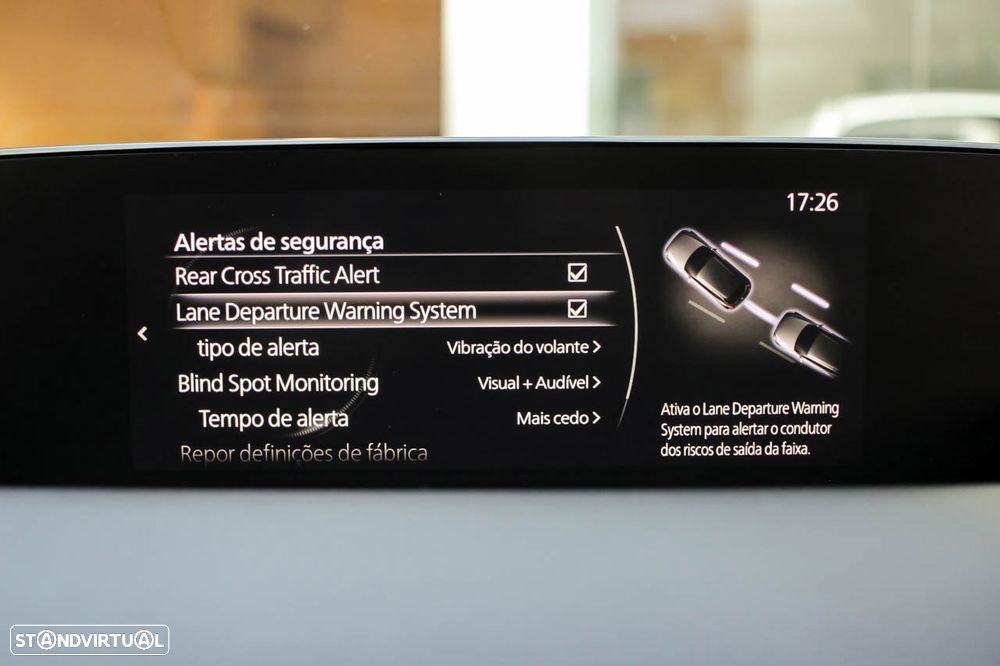 17:26
Alertas de segurança
Rear Cross Traffic Alert
Lane Departure Warning System
tipo de alerta Vibração do volante >
Blind Spot Monitoring Visual + Audível >
Tempo de alerta Mais cedo >
Repor definições de fábrica
Ativa o Lane Departure Warning
System para alertar o condutor
dos riscos de saída da faixa.
STANDVIRTUAL